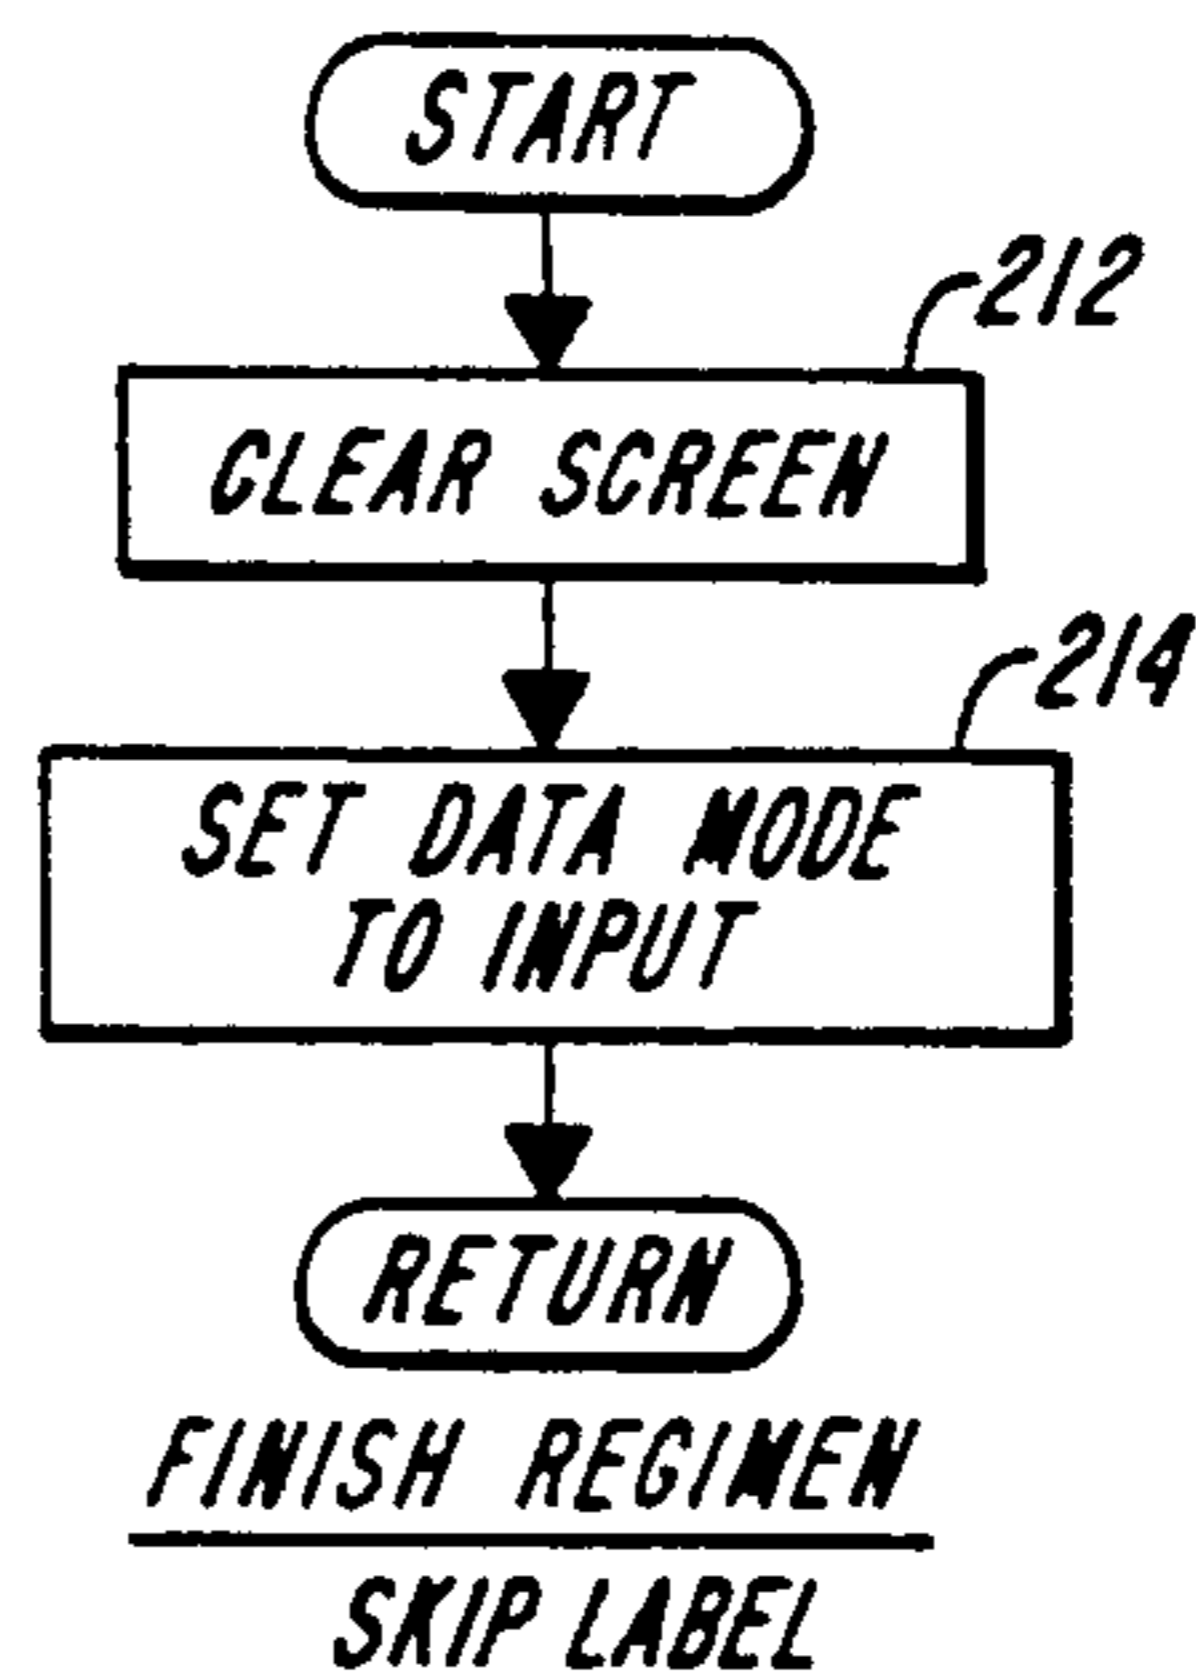 START
212
CLEAR SCREEN
214
SET DATA MODE
TO INPUT
RETURN
FINISH REGIMEN
SKIP LABEL